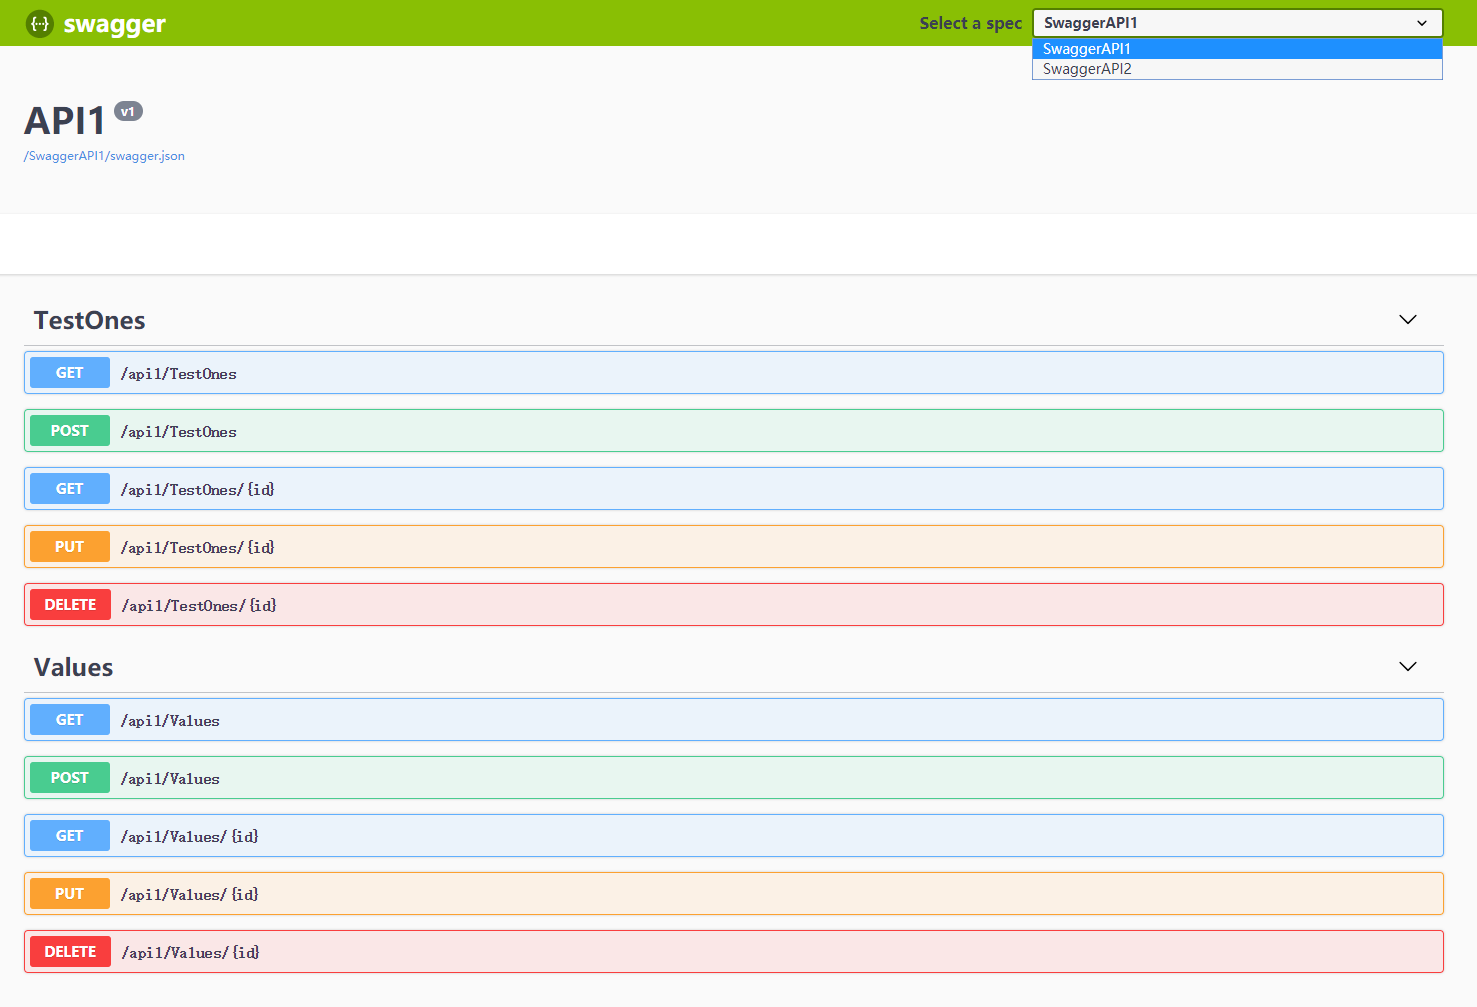 swagger
Select a spec
SwaggerAPI1
SwaggerAPI1
SwaggerAPI2
API1 v1
/SwaggerAPI1/swagger.json
TestOnes
GET /api1/TestOnes
POST /api1/TestOnes
GET /api1/TestOnes/{id}
PUT /api1/TestOnes/{id}
DELETE /api1/TestOnes/{id}
Values
GET /api1/Values
POST /api1/Values
GET /api1/Values/{id}
PUT /api1/Values/{id}
DELETE /api1/Values/{id}